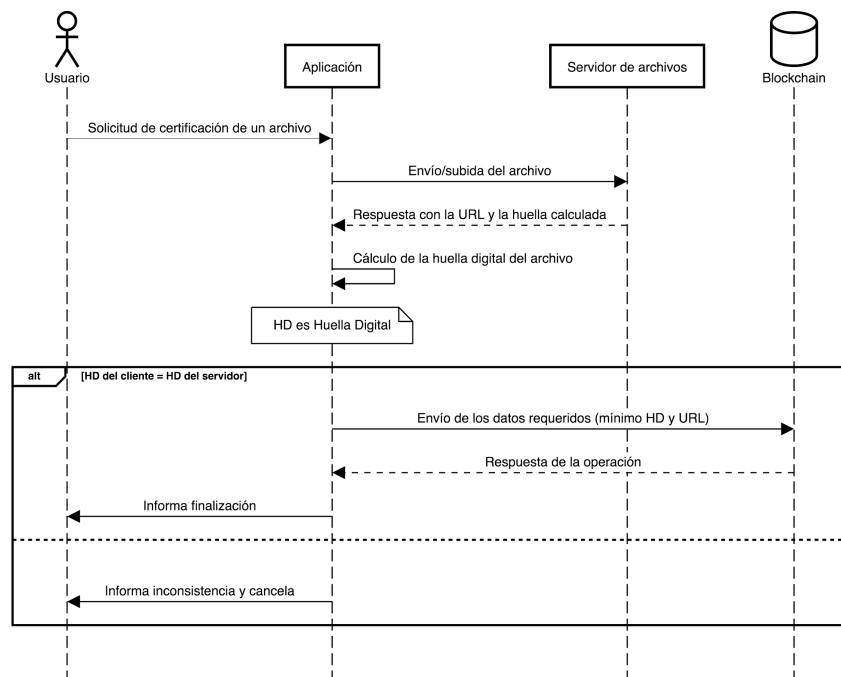 Usuario
Aplicación
Servidor de archivos
Blockchain
Solicitud de certificación de un archivo
Envío/subida del archivo
Respuesta con la URL y la huella calculada
Cálculo de la huella digital del archivo
HD es Huella Digital
alt [HD del cliente = HD del servidor]
Envío de los datos requeridos (mínimo HD y URL)
Respuesta de la operación
Informa finalización
Informa inconsistencia y cancela